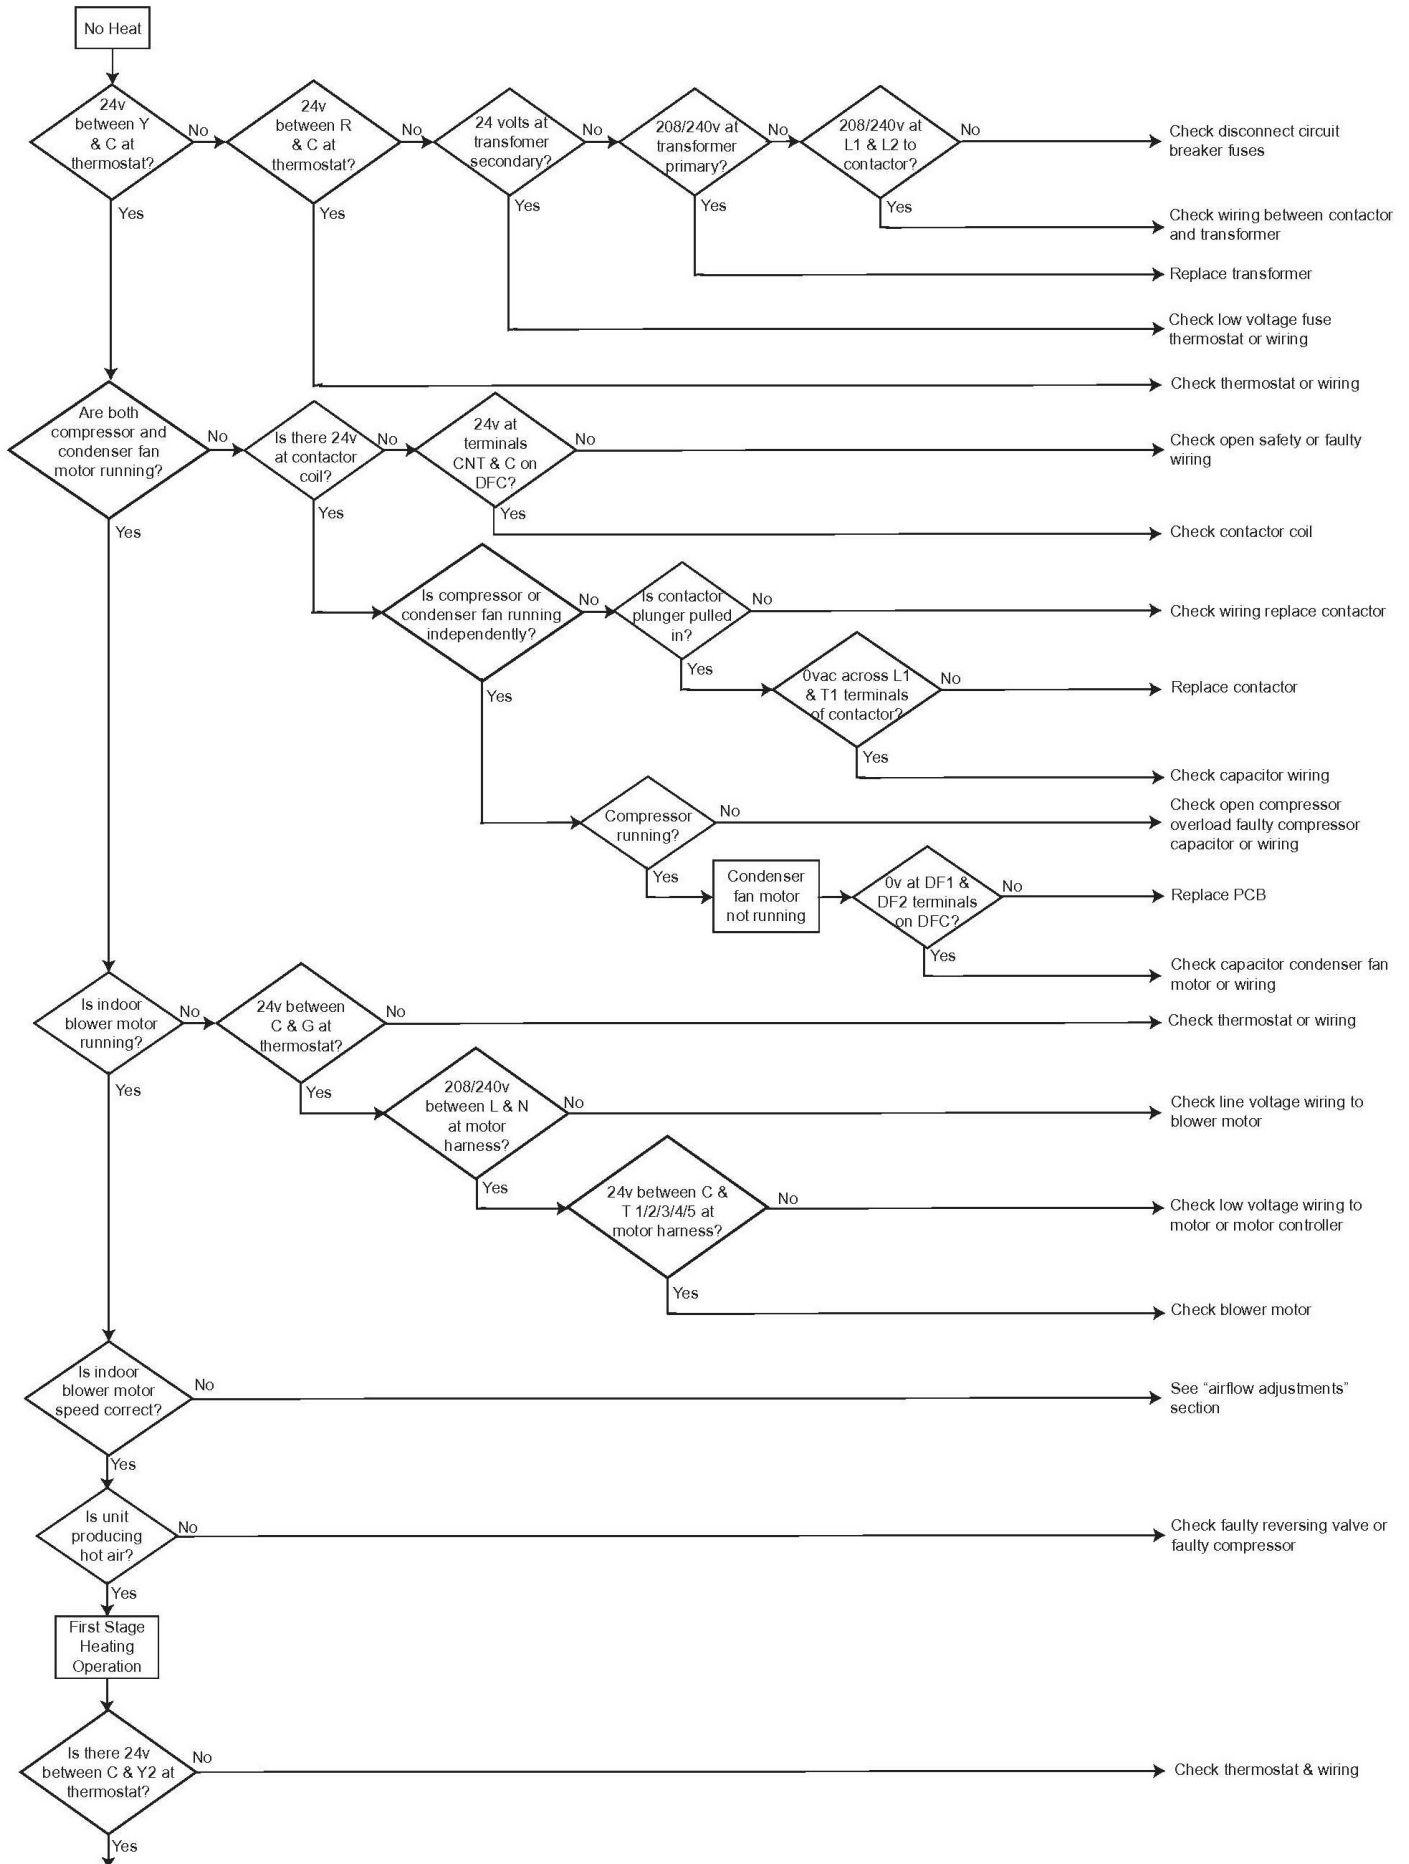 No Heat
24v
between Y
& C at
thermostat?
No
Yes
24v
between R
& C at
thermostat?
No
Yes
24 volts at
transfomer
secondary?
No
Yes
208/240v at
transformer
primary?
No
Yes
208/240v at
L1 & L2 to
contactor?
No
Yes
Check disconnect circuit
breaker fuses
Check wiring between contactor
and transformer
Replace transformer
Check low voltage fuse
thermostat or wiring
Check thermostat or wiring
Are both
compressor and
condenser fan
motor running?
No
Yes
Is there 24v
at contactor
coil?
No
Yes
24v at
terminals
CNT & C on
DFC?
No
Yes
Check open safety or faulty
wiring
Check contactor coil
Is compressor or
condenser fan running
independently?
No
Yes
Is contactor
plunger pulled
in?
No
Yes
Check wiring replace contactor
0vac across L1
& T1 terminals
of contactor?
No
Yes
Replace contactor
Check capacitor wiring
Compressor
running?
No
Yes
Check open compressor
overload faulty compressor
capacitor or wiring
Condenser
fan motor
not running
0v at DF1 &
DF2 terminals
on DFC?
No
Yes
Replace PCB
Check capacitor condenser fan
motor or wiring
Is indoor
blower motor
running?
No
Yes
24v between
C & G at
thermostat?
No
Yes
Check thermostat or wiring
208/240v
between L & N
at motor
harness?
No
Yes
Check line voltage wiring to
blower motor
24v between C &
T 1/2/3/4/5 at
motor harness?
No
Yes
Check low voltage wiring to
motor or motor controller
Check blower motor
Is indoor
blower motor
speed correct?
No
Yes
See "airflow adjustments"
section
Is unit
producing
hot air?
No
Yes
Check faulty reversing valve or
faulty compressor
First Stage
Heating
Operation
Is there 24v
between C & Y2 at
thermostat?
No
Yes
Check thermostat & wiring